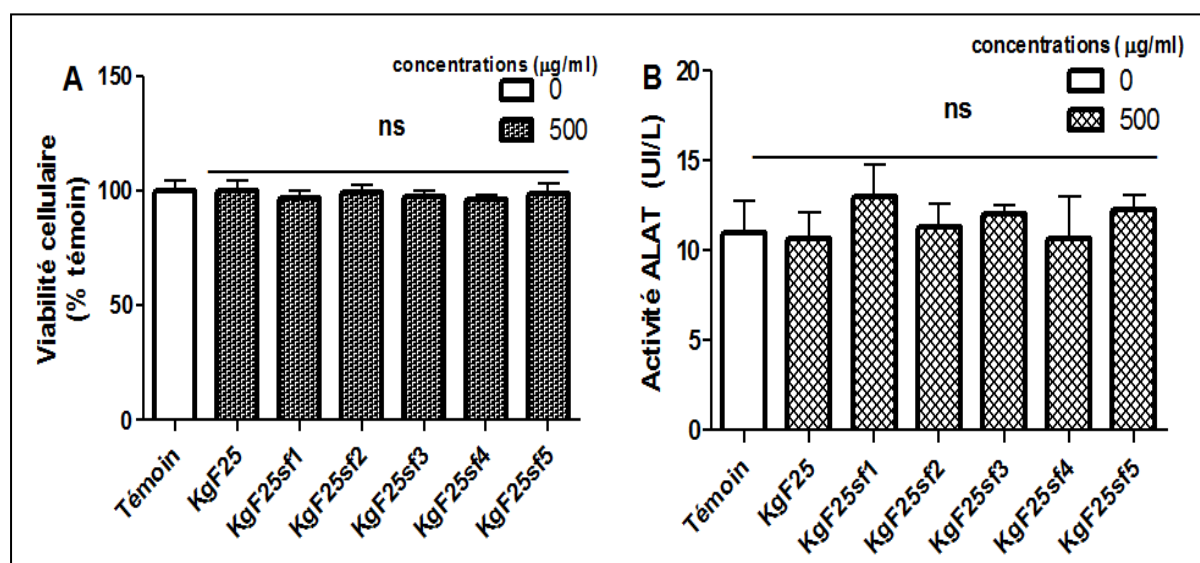 A
concentrations (µg/ml)
0
500
ns
Viabilité cellulaire
(% témoin)
150
100
50
0
Témoin
KgF25
KgF25sf1
KgF25sf2
KgF25sf3
KgF25sf4
KgF25sf5
B
concentrations ( µg/ml)
0
500
ns
Activité ALAT (UI/L)
20
15
10
5
0
Témoin
KgF25
KgF25sf1
KgF25sf2
KgF25sf3
KgF25sf4
KgF25sf5